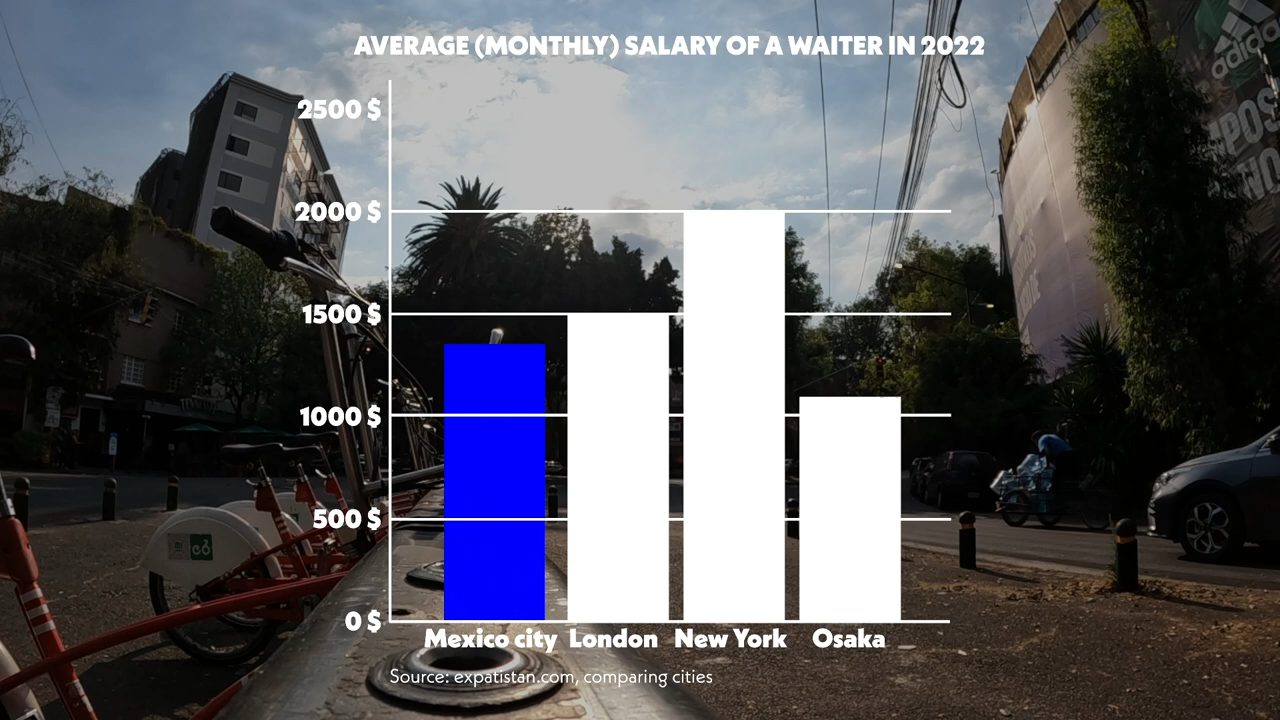 AVERAGE (MONTHLY) SALARY OF A WAITER IN 2022
2500 $
2000 $
1500 $
1000 $
500 $
0 $
Mexico city London New York Osaka
Source: expatistan.com, comparing cities
adidas